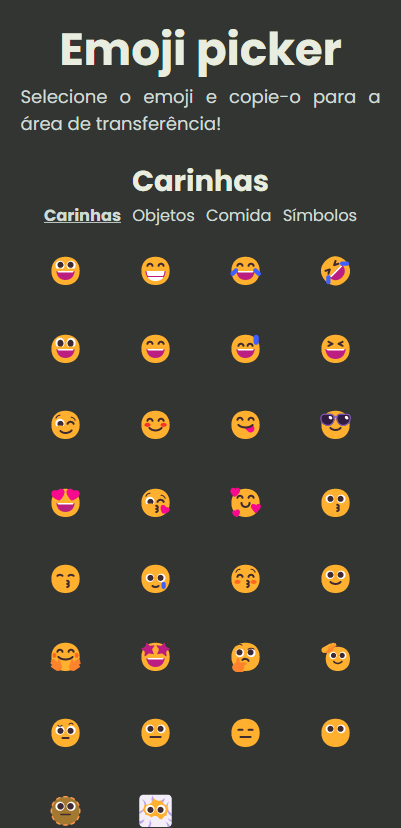 Emoji picker
Selecione o emoji e copie-o para a
área de transferência!
Carinhas
Carinhas Objetos Comida Símbolos